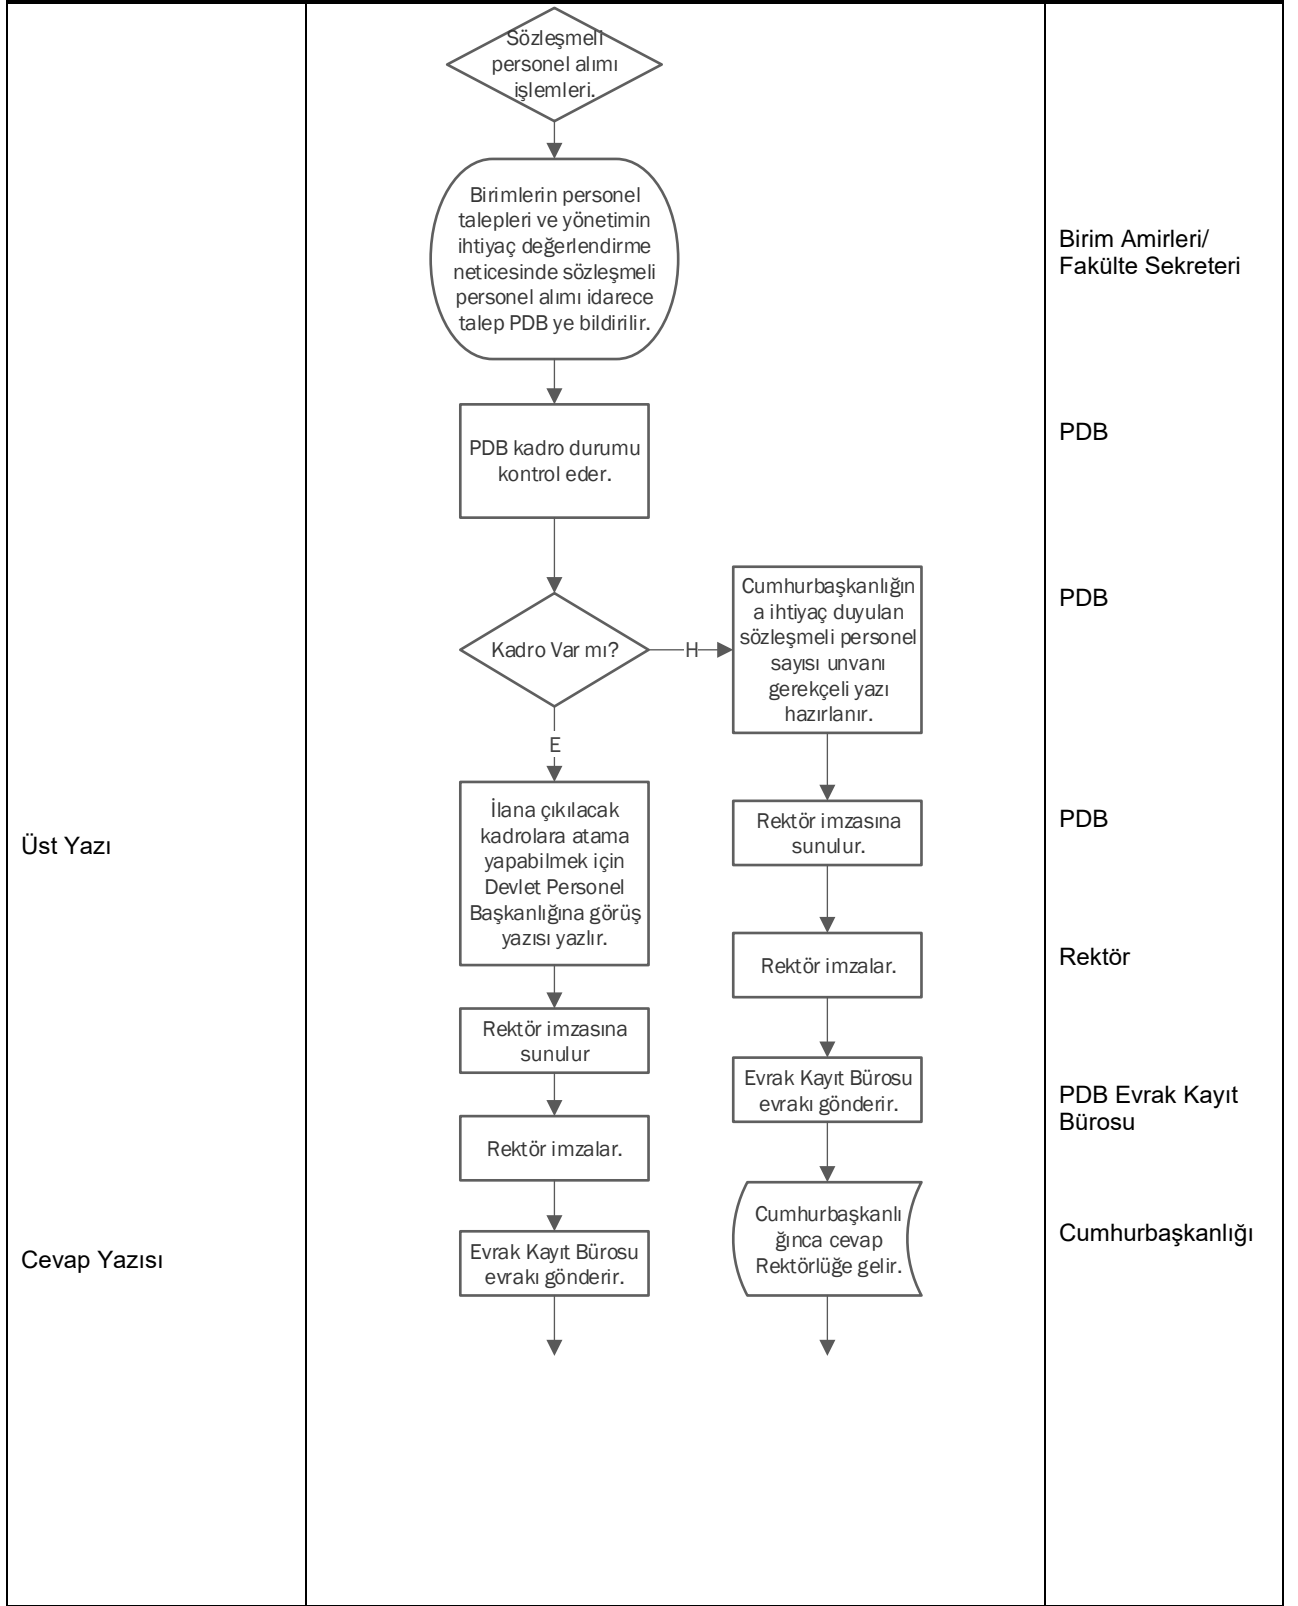 Sözleşmeli
personel alımı
işlemleri.
Birimlerin personel
talepleri ve yönetimin
ihtiyaç değerlendirme
neticesinde sözleşmeli
personel alımı idarece
talep PDB ye bildirilir.
Birim Amirleri/
Fakülte Sekreteri
PDB kadro durumu
kontrol eder.
PDB
Kadro Var mı?
H
E
Cumhurbaşkanlığın
a ihtiyaç duyulan
sözleşmeli personel
sayısı unvanı
gerekçeli yazı
hazırlanır.
PDB
Üst Yazı
İlana çıkılacak
kadrolara atama
yapabilmek için
Devlet Personel
Başkanlığına görüş
yazısı yazlır.
Rektör imzasına
sunulur.
PDB
Rektör imzalar.
Rektör
Rektör imzasına
sunulur
Evrak Kayıt Bürosu
evrakı gönderir.
PDB Evrak Kayıt
Bürosu
Rektör imzalar.
Cumhurbaşkanlı
ğınca cevap
Rektörlüğe gelir.
Cumhurbaşkanlığı
Cevap Yazısı
Evrak Kayıt Bürosu
evrakı gönderir.